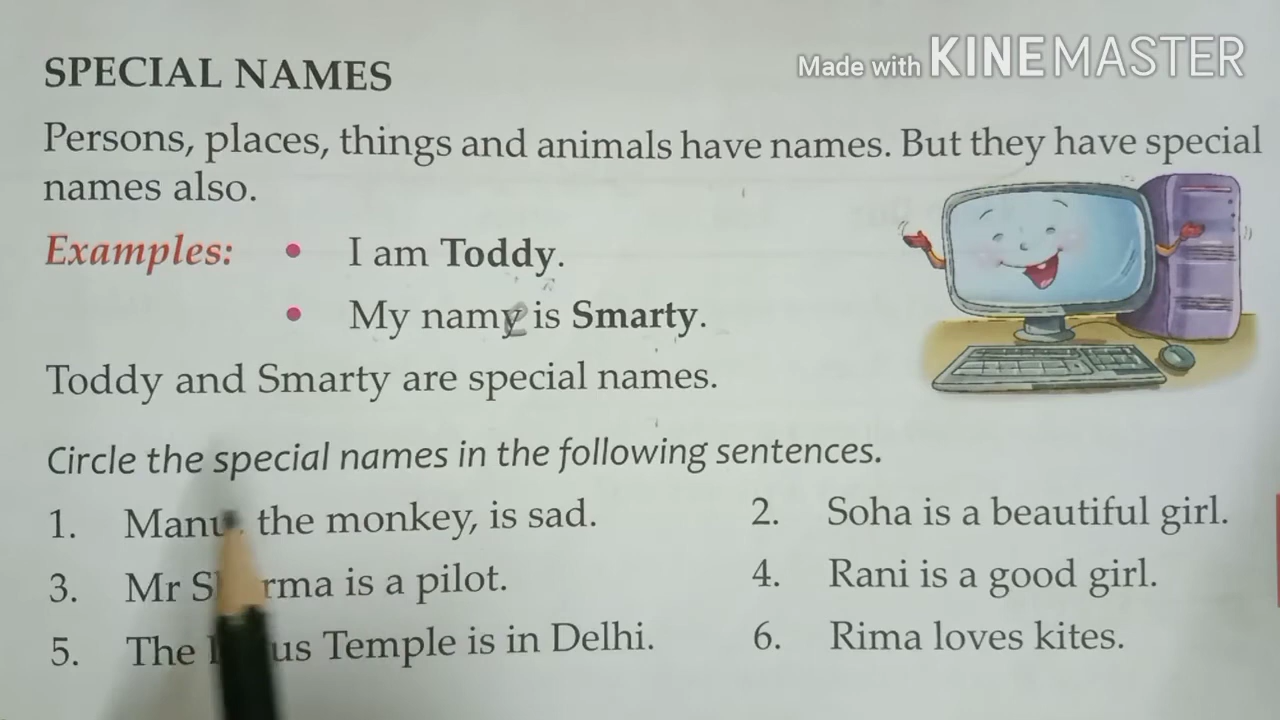 Made with KINEMASTER
SPECIAL NAMES
Persons, places, things and animals have names. But they have special
names also.
Examples: • I am Toddy.
• My namy is Smarty.
Toddy and Smarty are special names.
Circle the special names in the following sentences.
1. Manu, the monkey, is sad. 2. Soha is a beautiful girl.
3. Mr is a pilot. 4. Rani is a good girl.
5. The Temple is in Delhi. 6. Rima loves kites.